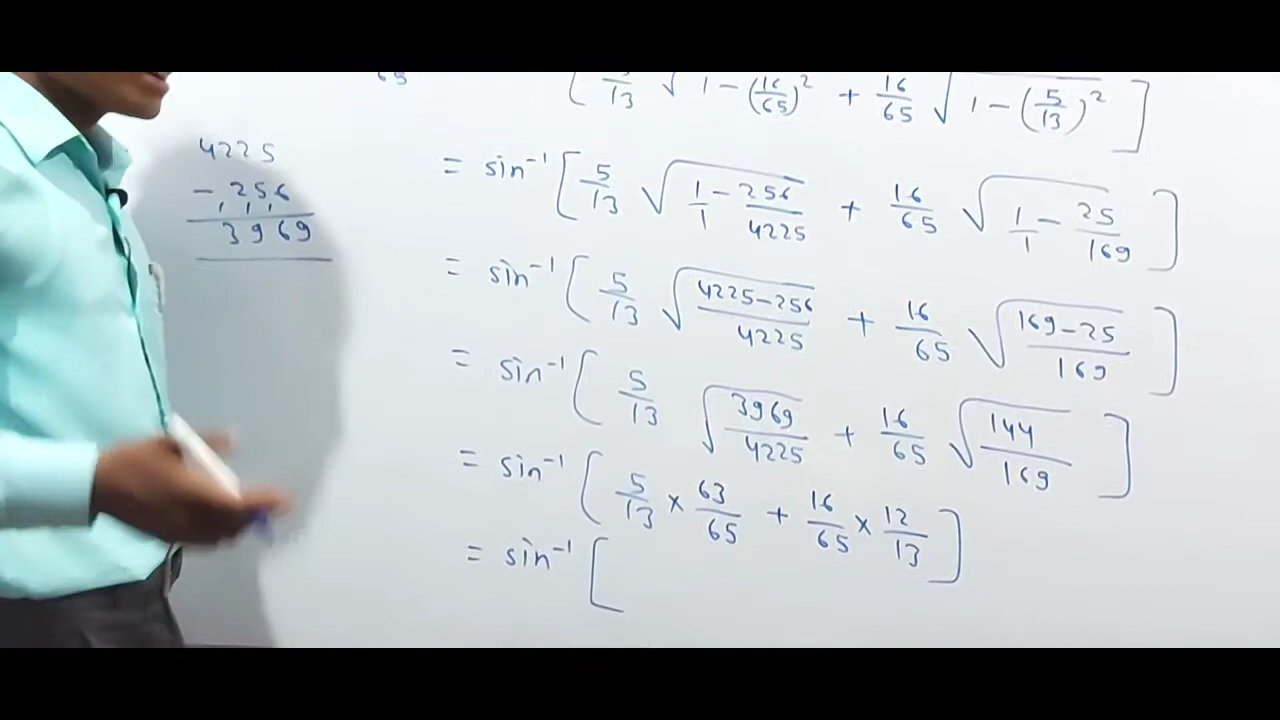 65
[ 5/13 √1 - (16/65)² + 16/65 √1 - (5/13)² ]
4225
- 256
3969
= sin⁻¹ [ 5/13 √(1/1 - 256/4225) + 16/65 √(1/1 - 25/169) ]
= sin⁻¹ [ 5/13 √(4225-256/4225) + 16/65 √(169-25/169) ]
= sin⁻¹ [ 5/13 √(3969/4225) + 16/65 √(144/169) ]
= sin⁻¹ [ 5/13 × 63/65 + 16/65 × 12/13 ]
= sin⁻¹ [